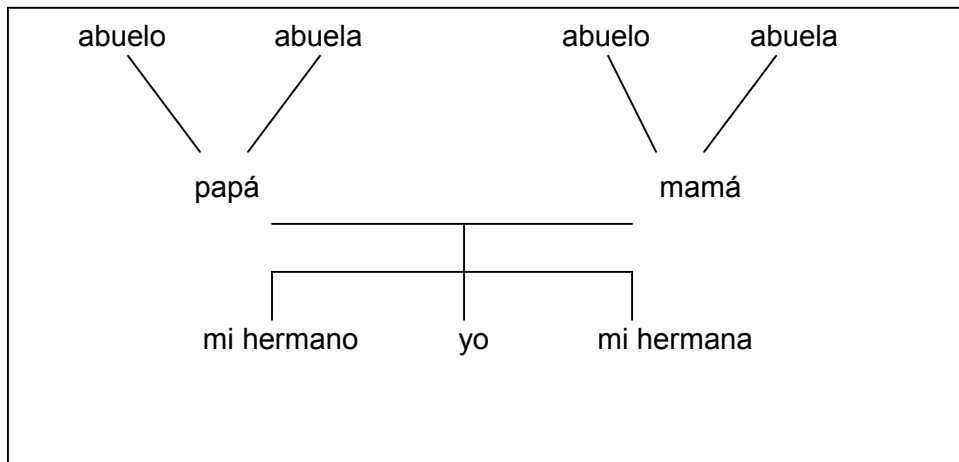 abuelo abuela abuelo abuela
papá mamá
mi hermano yo mi hermana